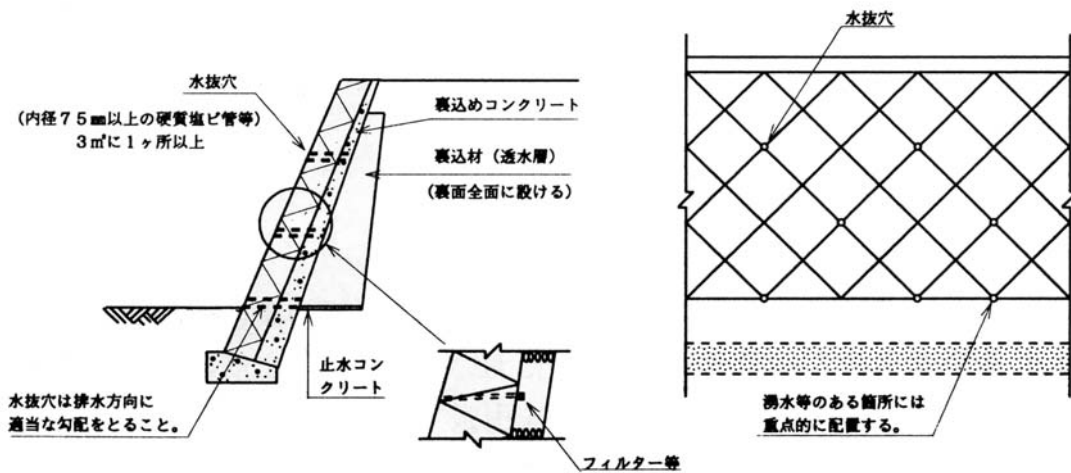 水抜穴
(内径75㎜以上の硬質塩ビ管等)
3㎡に1ヶ所以上
裏込めコンクリート
裏込材(透水層)
(裏面全面に設ける)
止水コン
クリート
水抜穴は排水方向に
適当な勾配をとること。
フィルター等
水抜穴
湧水等のある箇所には
重点的に配置する。